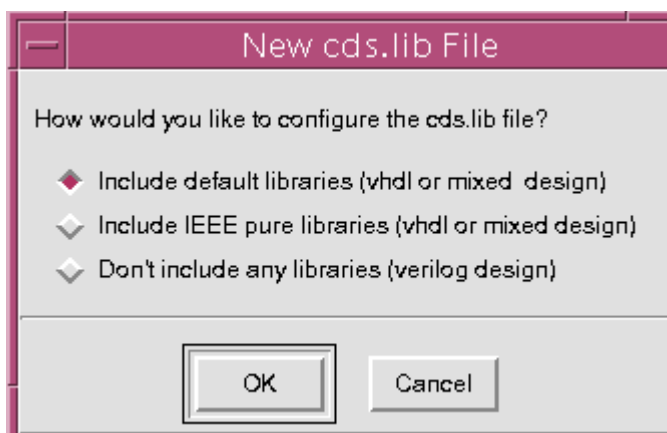 New cds.lib File
How would you like to configure the cds.lib file?
Include default libraries (vhdl or mixed design)
Include IEEE pure libraries (vhdl or mixed design)
Don't include any libraries (verilog design)
OK
Cancel